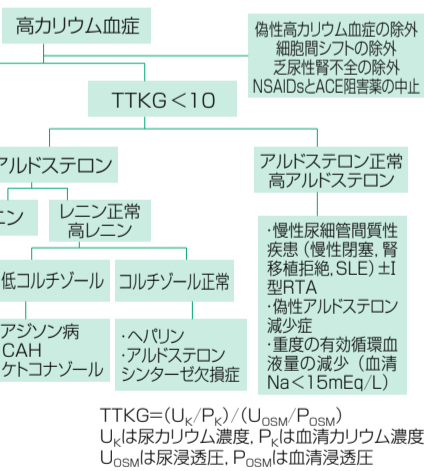 高カリウム血症
偽性高カリウム血症の除外
細胞間シフトの除外
乏尿性腎不全の除外
NSAIDsとACE阻害薬の中止
TTKG<10
アルドステロン
アルドステロン正常
高アルドステロン
ニン
レニン正常
高レニン
低コルチゾール
コルチゾール正常
アジソン病
CAH
ケトコナゾール
・ヘパリン
・アルドステロン
シンターゼ欠損症
・慢性尿細管間質性
疾患（慢性閉塞，腎
移植拒絶，SLE）±I
型RTA
・偽性アルドステロン
減少症
・重度の有効循環血
液量の減少（血清
Na<15mEq/L）
TTKG=(UK/PK)/(UOSM/POSM)
UKは尿カリウム濃度，PKは血清カリウム濃度
UOSMは尿浸透圧，POSMは血清浸透圧